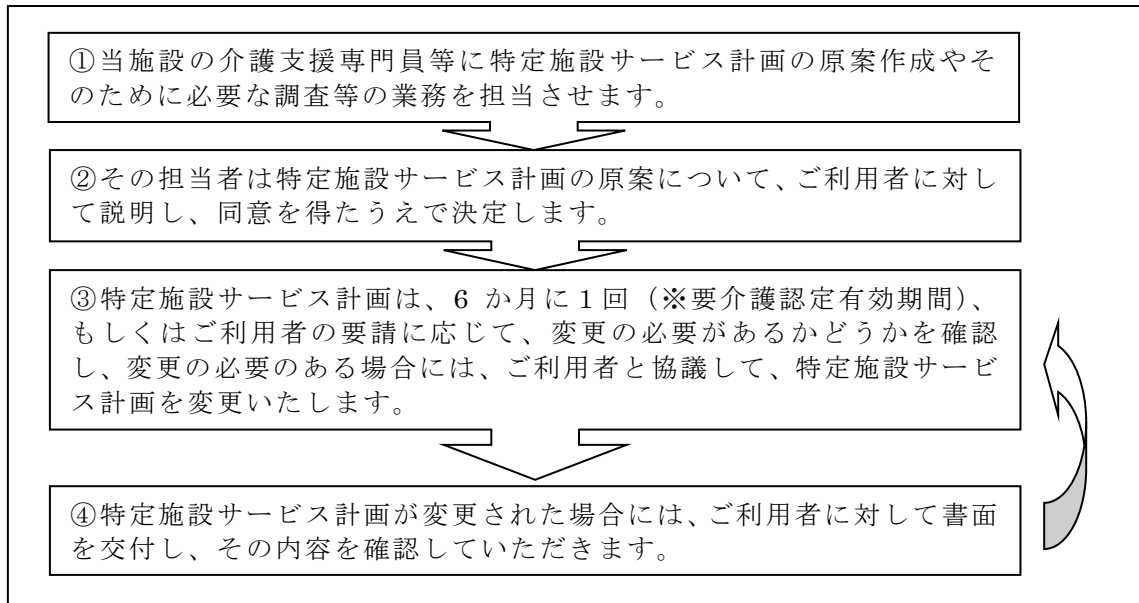 ①当施設の介護支援専門員等に特定施設サービス計画の原案作成やそ
のために必要な調査等の業務を担当させます。
②その担当者は特定施設サービス計画の原案について、ご利用者に対し
て説明し、同意を得たうえで決定します。
③特定施設サービス計画は、6 か月に１回（※要介護認定有効期間）、
もしくはご利用者の要請に応じて、変更の必要があるかどうかを確認
し、変更の必要のある場合には、ご利用者と協議して、特定施設サービ
ス計画を変更いたします。
④特定施設サービス計画が変更された場合には、ご利用者に対して書面
を交付し、その内容を確認していただきます。